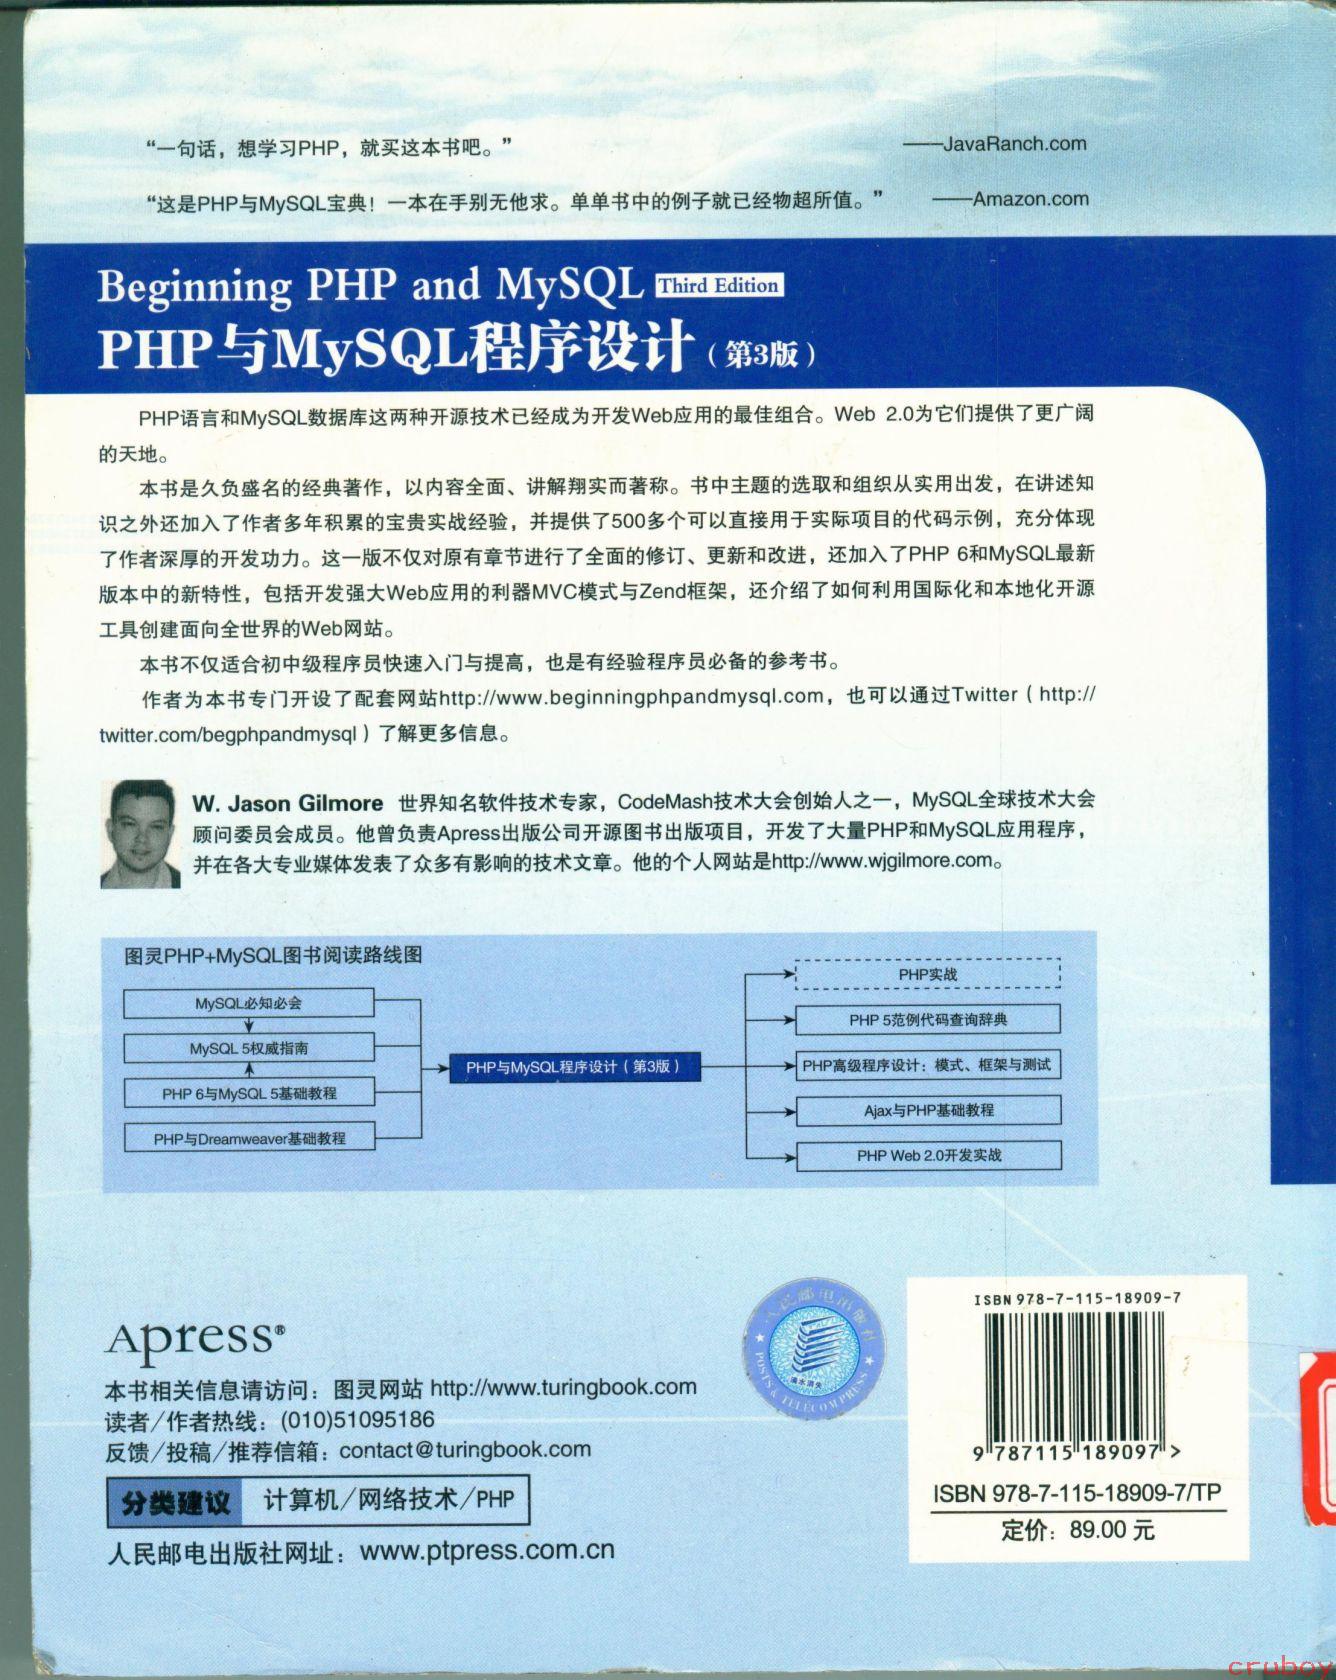 “一句话，想学习PHP，就买这本书吧。” ——JavaRanch.com
“这是PHP与MySQL宝典！一本在手别无他求。单单书中的例子就已经物超所值。” ——Amazon.com
Beginning PHP and MySQL Third Edition
PHP与MySQL程序设计（第3版）
PHP语言和MySQL数据库这两种开源技术已经成为开发Web应用的最佳组合。Web 2.0为它们提供了更广阔
的天地。
本书是久负盛名的经典著作，以内容全面、讲解翔实而著称。书中主题的选取和组织从实用出发，在讲述知
识之外还加入了作者多年积累的宝贵实战经验，并提供了500多个可以直接用于实际项目的代码示例，充分体现
了作者深厚的开发功力。这一版不仅对原有章节进行了全面的修订、更新和改进，还加入了PHP 6和MySQL最新
版本中的新特性，包括开发强大Web应用的利器MVC模式与Zend框架，还介绍了如何利用国际化和本地化开源
工具创建面向全世界的Web网站。
本书不仅适合初中级程序员快速入门与提高，也是有经验程序员必备的参考书。
作者为本书专门开设了配套网站http://www.beginningphpandmysql.com，也可以通过Twitter（http://
twitter.com/begphpandmysql）了解更多信息。
W. Jason Gilmore 世界知名软件技术专家，CodeMash技术大会创始人之一，MySQL全球技术大会
顾问委员会成员。他曾负责Apress出版公司开源图书出版项目，开发了大量PHP和MySQL应用程序，
并在各大专业媒体发表了众多有影响的技术文章。他的个人网站是http://www.wjgilmore.com。
图灵PHP+MySQL图书阅读路线图
MySQL必知必会
MySQL 5权威指南
PHP 6与MySQL 5基础教程
PHP与Dreamweaver基础教程
PHP与MySQL程序设计（第3版）
PHP实战
PHP 5范例代码查询辞典
PHP高级程序设计：模式、框架与测试
Ajax与PHP基础教程
PHP Web 2.0开发实战
Apress®
本书相关信息请访问：图灵网站 http://www.turingbook.com
读者/作者热线：(010)51095186
反馈/投稿/推荐信箱：contact@turingbook.com
分类建议 计算机/网络技术/PHP
人民邮电出版社网址：www.ptpress.com.cn
人民邮电出版社
POSTS & TELECOM PRESS
滴水消失
ISBN 978-7-115-18909-7
9 787115 189097 >
ISBN 978-7-115-18909-7/TP
定价：89.00 元
cruboy